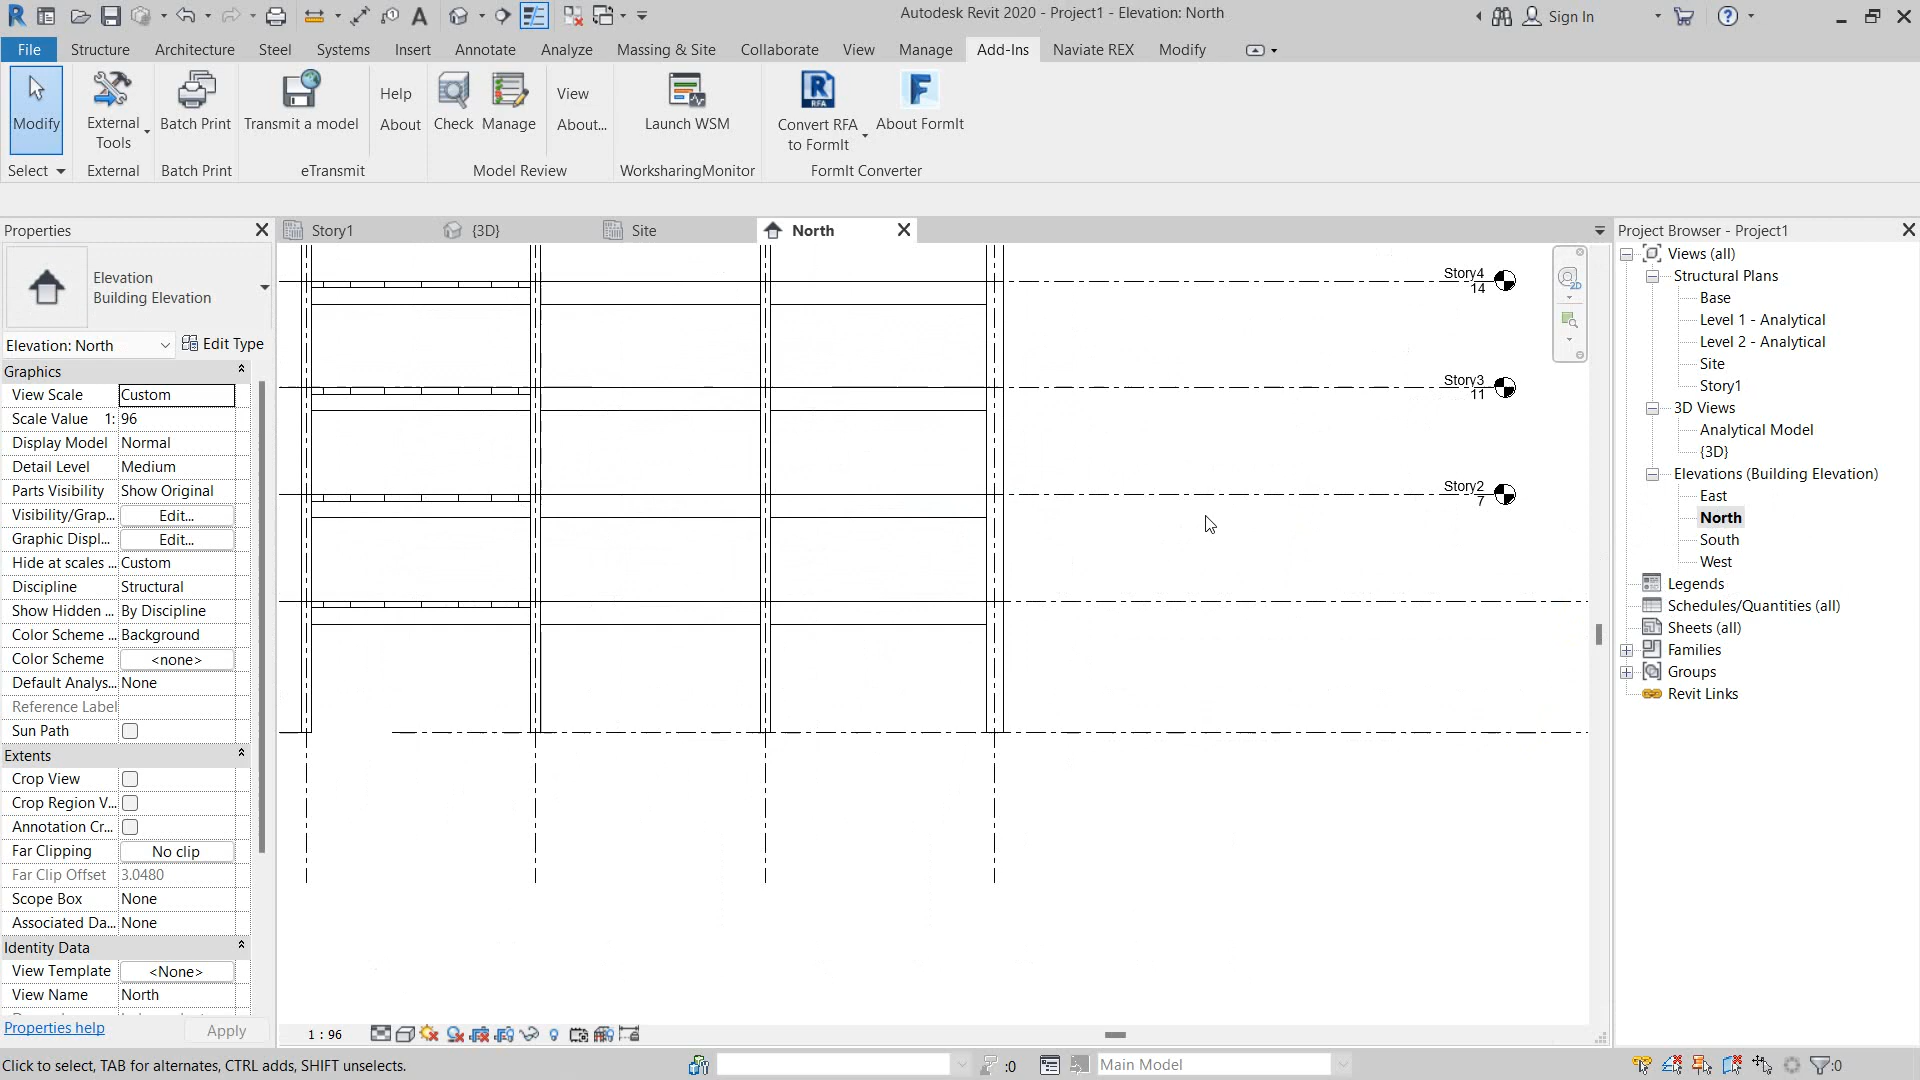 Autodesk Revit 2020 - Project1 - Elevation: North
Sign In
File
Structure
Architecture
Steel
Systems
Insert
Annotate
Analyze
Massing & Site
Collaborate
View
Manage
Add-Ins
Naviate REX
Modify
Modify
External Tools
Batch Print
Transmit a model
Help
About
Check
Manage
View
About...
Launch WSM
Convert RFA to FormIt
About FormIt
Select
External
Batch Print
eTransmit
Model Review
WorksharingMonitor
FormIt Converter
Properties
Elevation
Building Elevation
Elevation: North
Edit Type
Graphics
View Scale Custom
Scale Value 1: 96
Display Model Normal
Detail Level Medium
Parts Visibility Show Original
Visibility/Grap... Edit...
Graphic Displ... Edit...
Hide at scales ... Custom
Discipline Structural
Show Hidden ... By Discipline
Color Scheme ... Background
Color Scheme <none>
Default Analys... None
Reference Label
Sun Path
Extents
Crop View
Crop Region V...
Annotation Cr...
Far Clipping No clip
Far Clip Offset 3.0480
Scope Box None
Associated Da... None
Identity Data
View Template <None>
View Name North
Properties help
Apply
Story1
{3D}
Site
North
Story4
14
Story3
11
Story2
7
2D
1 : 96
Project Browser - Project1
Views (all)
Structural Plans
Base
Level 1 - Analytical
Level 2 - Analytical
Site
Story1
3D Views
Analytical Model
{3D}
Elevations (Building Elevation)
East
North
South
West
Legends
Schedules/Quantities (all)
Sheets (all)
Families
Groups
Revit Links
Click to select, TAB for alternates, CTRL adds, SHIFT unselects.
:0
Main Model
:0